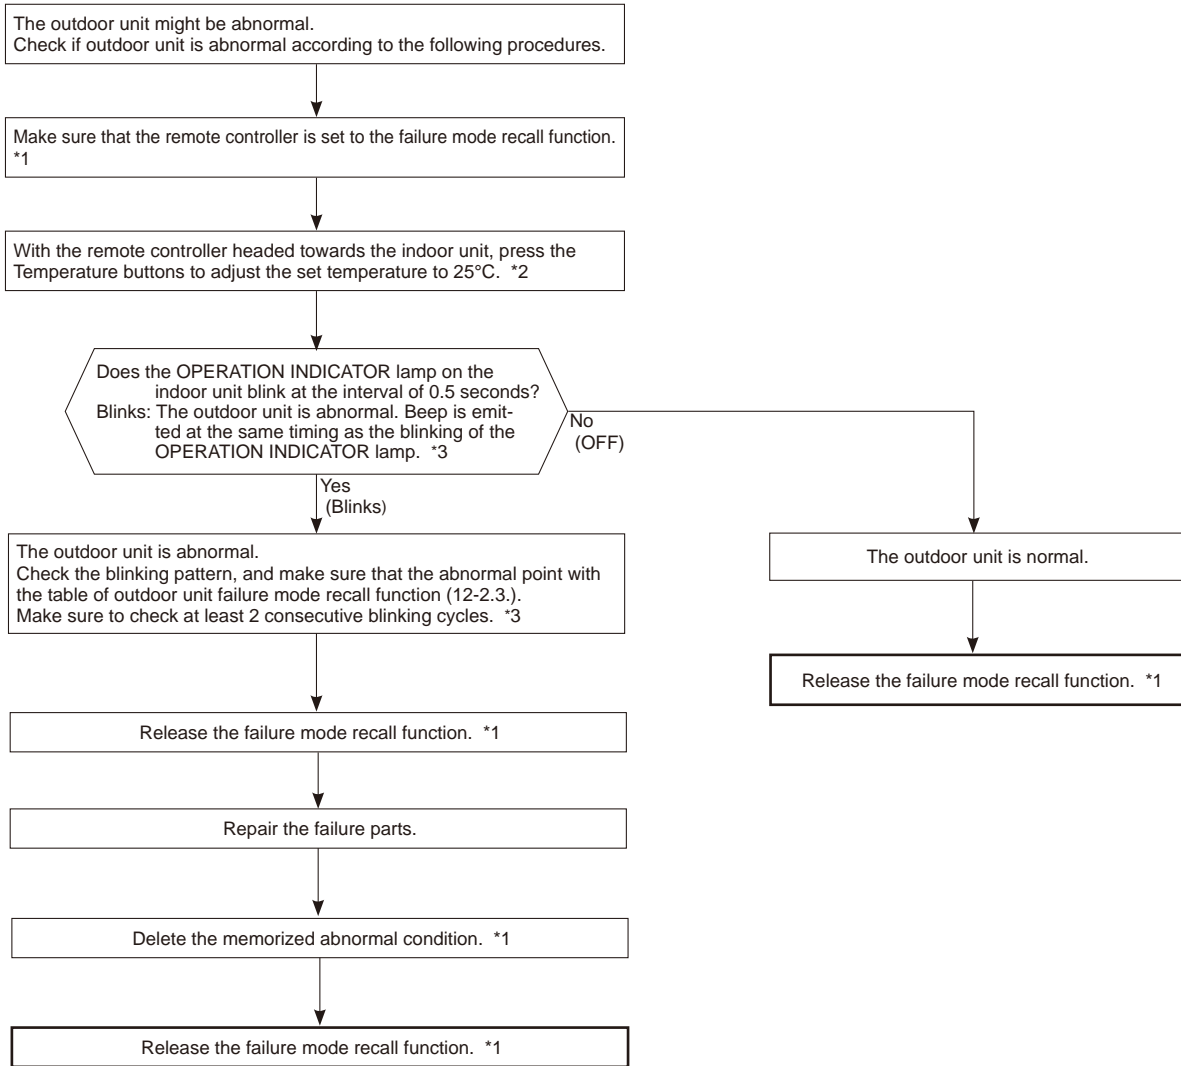 The outdoor unit might be abnormal.
Check if outdoor unit is abnormal according to the following procedures.
Make sure that the remote controller is set to the failure mode recall function.
*1
With the remote controller headed towards the indoor unit, press the
Temperature buttons to adjust the set temperature to 25°C. *2
Does the OPERATION INDICATOR lamp on the
indoor unit blink at the interval of 0.5 seconds?
Blinks: The outdoor unit is abnormal. Beep is emit-
ted at the same timing as the blinking of the
OPERATION INDICATOR lamp. *3
No
(OFF)
Yes
(Blinks)
The outdoor unit is abnormal.
Check the blinking pattern, and make sure that the abnormal point with
the table of outdoor unit failure mode recall function (12-2.3.).
Make sure to check at least 2 consecutive blinking cycles. *3
The outdoor unit is normal.
Release the failure mode recall function. *1
Release the failure mode recall function. *1
Repair the failure parts.
Delete the memorized abnormal condition. *1
Release the failure mode recall function. *1